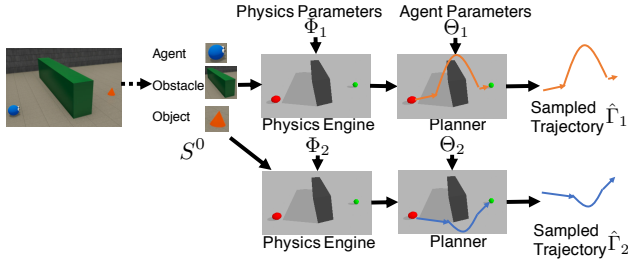 Physics Parameters
Agent Parameters
Φ₁
Θ₁
Agent
Obstacle
Object
S⁰
Physics Engine
Planner
Sampled
Trajectory Γ̂₁
Φ₂
Θ₂
Physics Engine
Planner
Sampled
Trajectory Γ̂₂